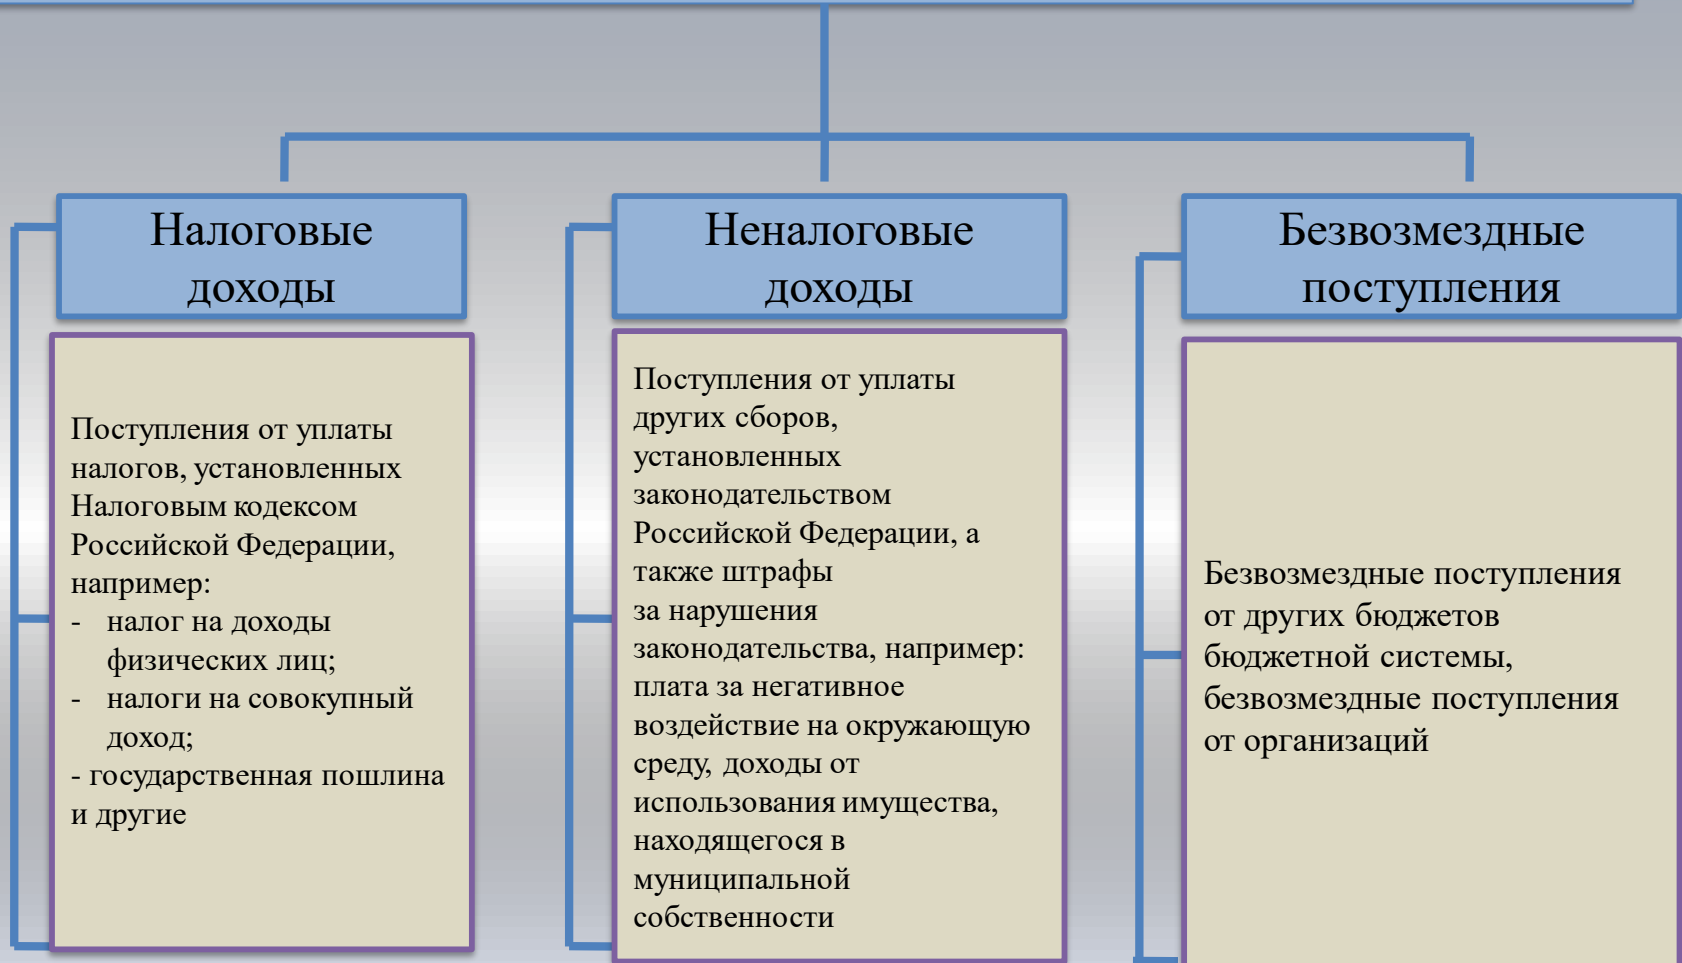 Налоговые
доходы
Поступления от уплаты
налогов, установленных
Налоговым кодексом
Российской Федерации,
например:
- налог на доходы
физических лиц;
- налоги на совокупный
доход;
- государственная пошлина
и другие
Неналоговые
доходы
Поступления от уплаты
других сборов,
установленных
законодательством
Российской Федерации, а
также штрафы
за нарушения
законодательства, например:
плата за негативное
воздействие на окружающую
среду, доходы от
использования имущества,
находящегося в
муниципальной
собственности
Безвозмездные
поступления
Безвозмездные поступления
от других бюджетов
бюджетной системы,
безвозмездные поступления
от организаций